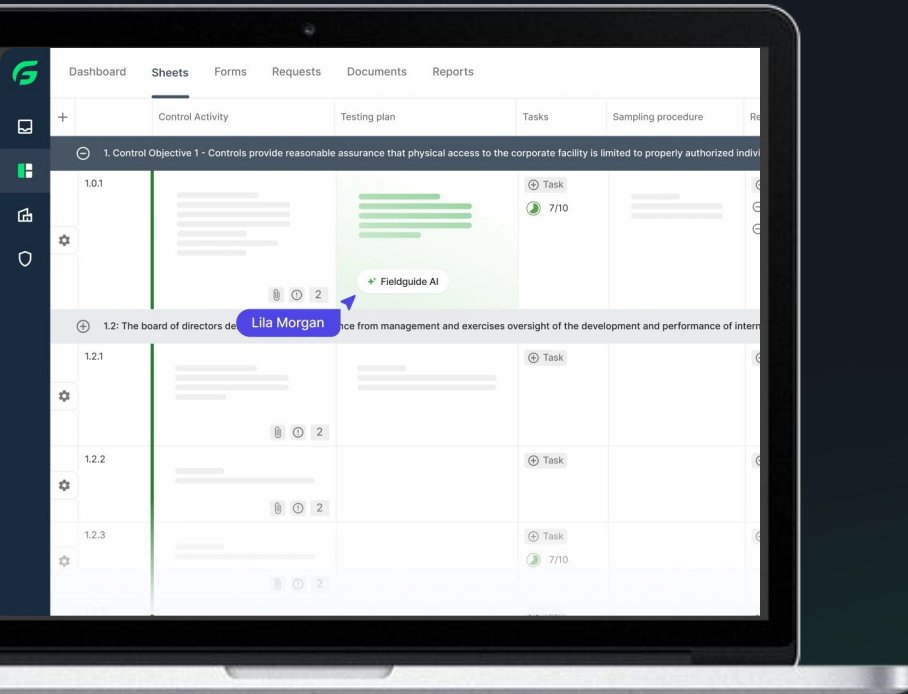 Dashboard Sheets Forms Requests Documents Reports
Control Activity Testing plan Tasks Sampling procedure
1. Control Objective 1 - Controls provide reasonable assurance that physical access to the corporate facility is limited to properly authorized
1.0.1 Task
7/10
Fieldguide AI
2
Lila Morgan
1.2: The board of directors from management and exercises oversight of the development and performance of
1.2.1 Task
2
1.2.2 Task
2
1.2.3 Task
7/10
2